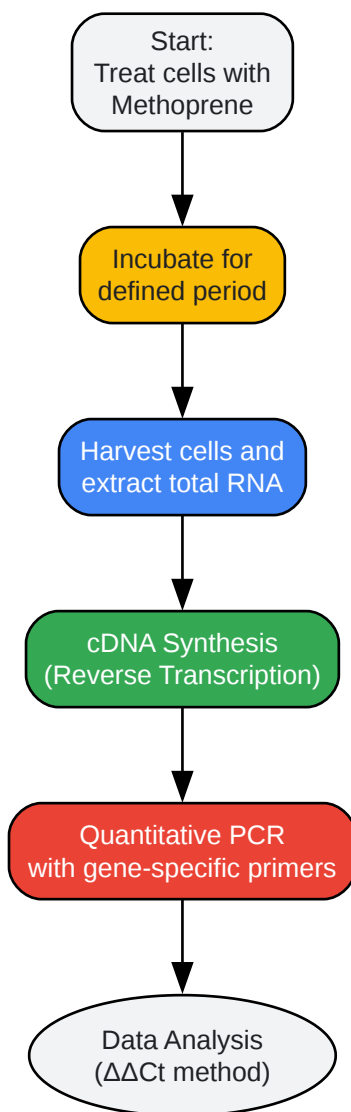 Start:
Treat cells with
Methoprene
Incubate for
defined period
Harvest cells and
extract total RNA
cDNA Synthesis
(Reverse Transcription)
Quantitative PCR
with gene-specific primers
Data Analysis
(ΔΔCt method)